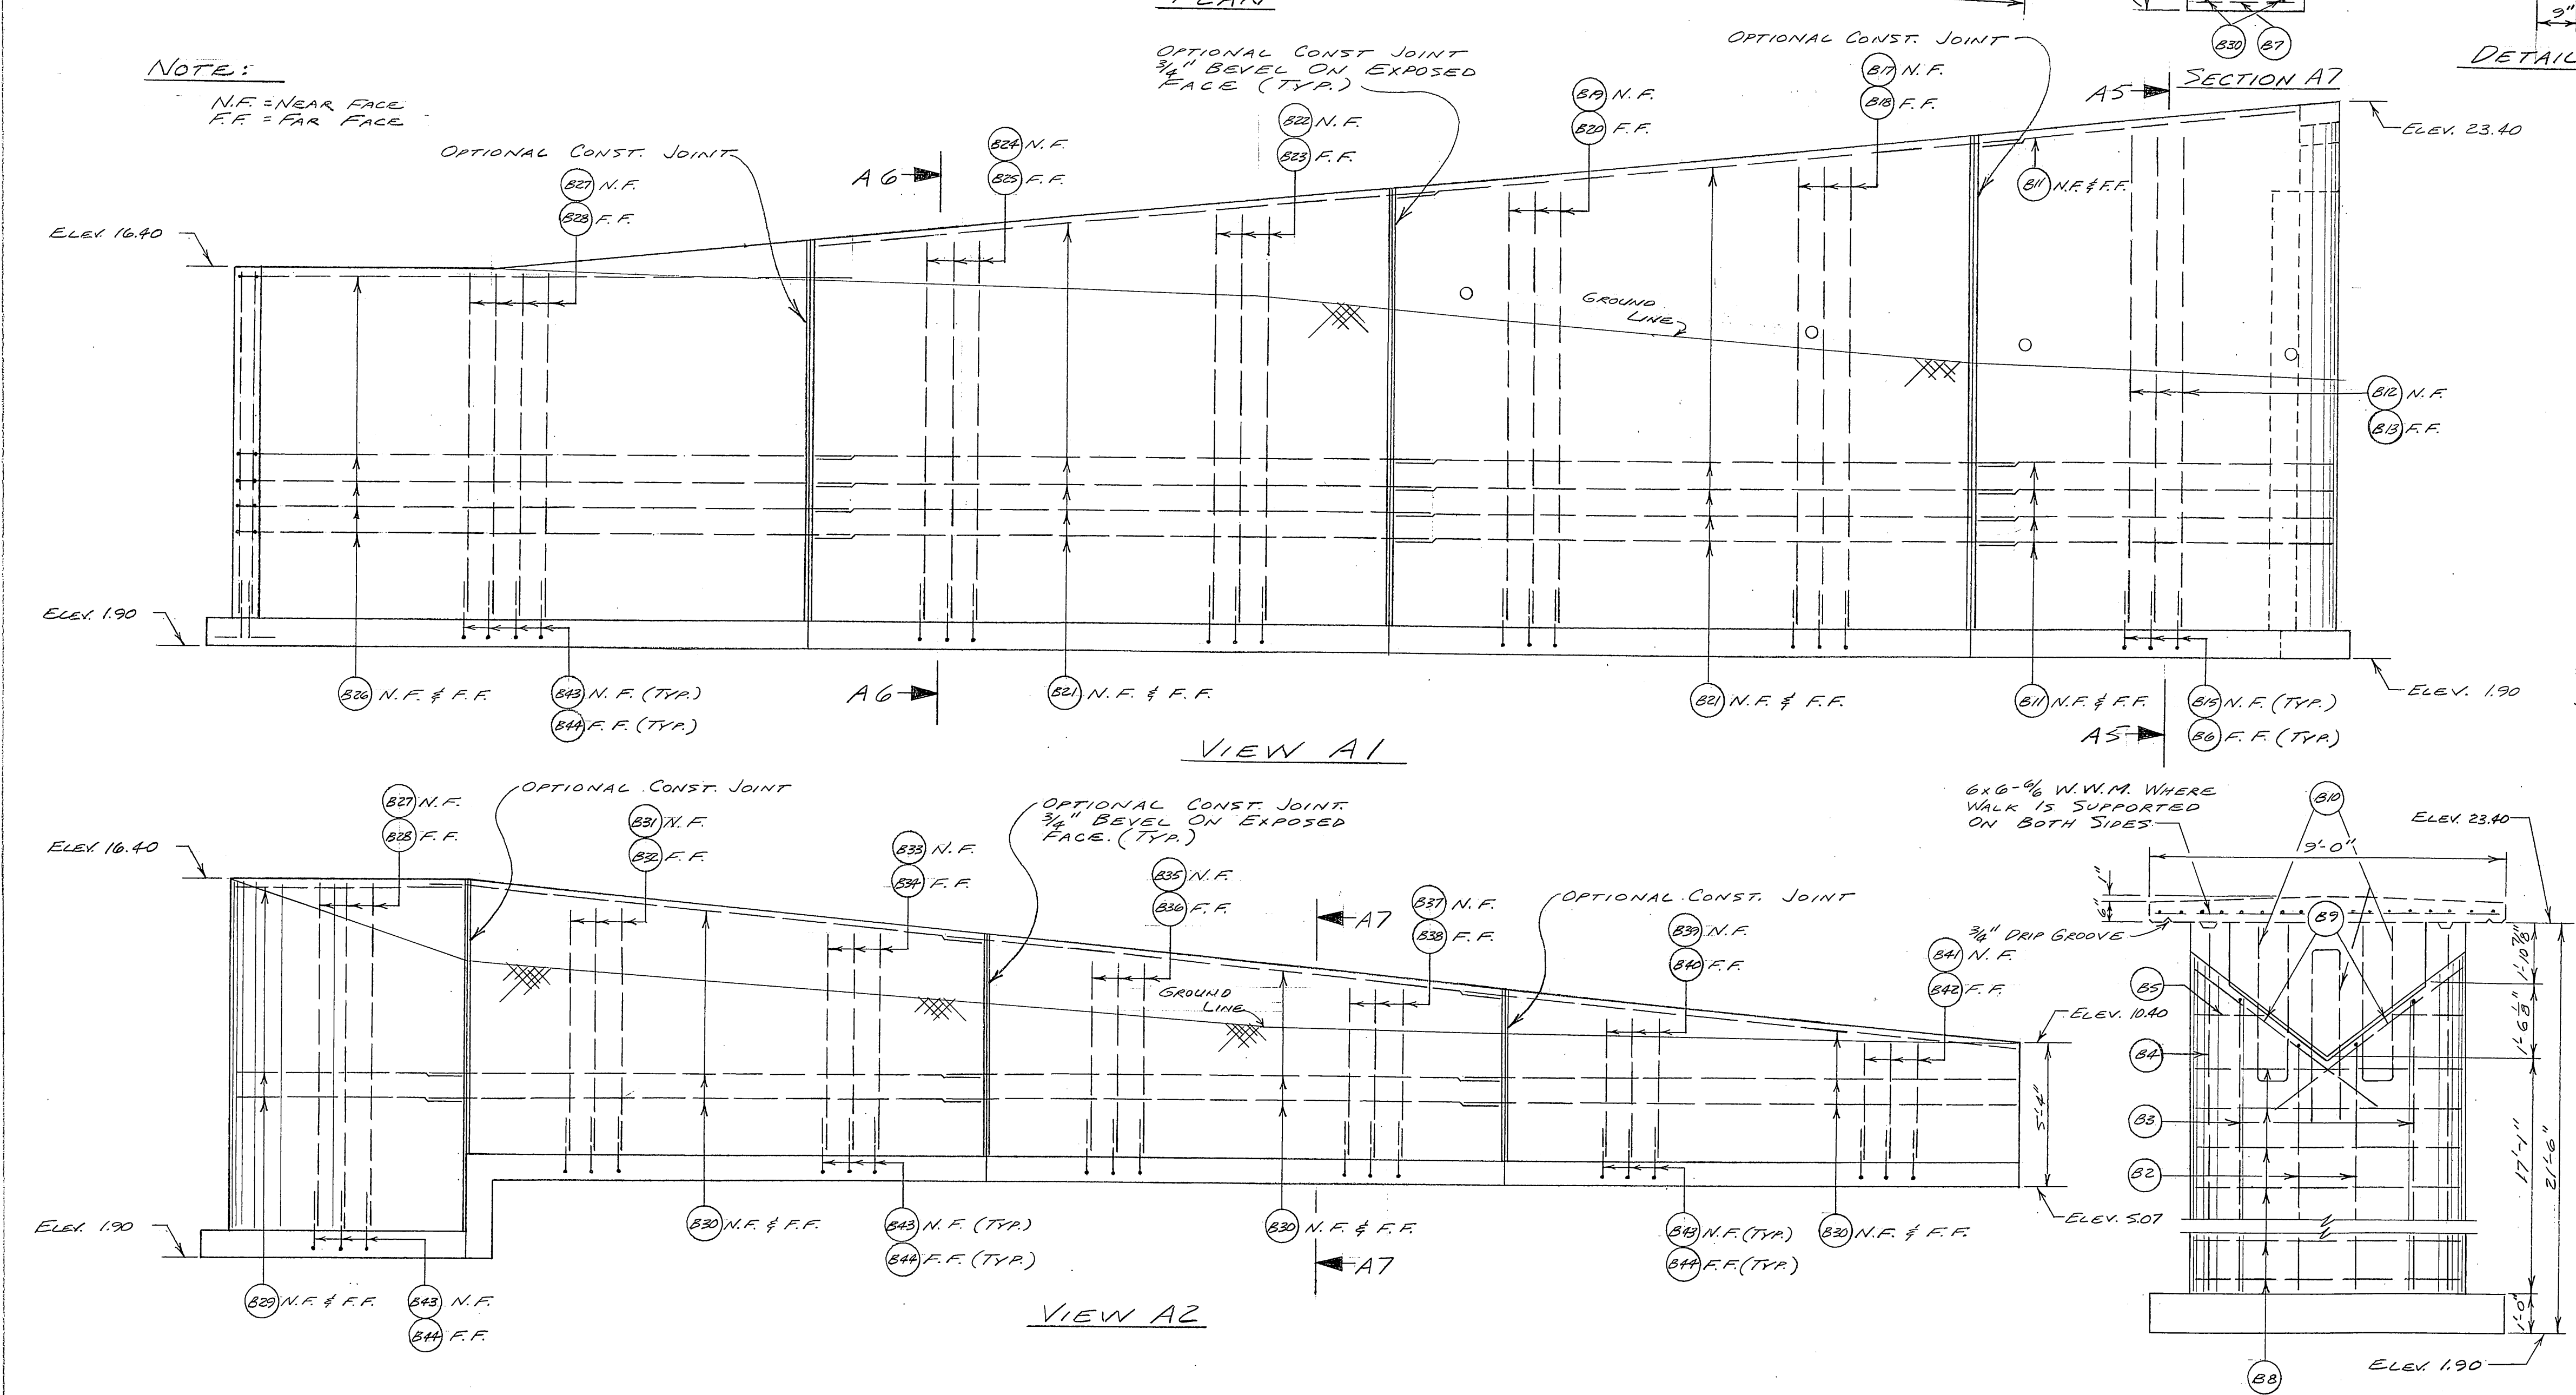 PLAN
B30 B7
9"
SECTION A7
DETAIL
NOTE:
N.F. = NEAR FACE
F.F. = FAR FACE
OPTIONAL CONST. JOINT
B27 N.F.
B28 F.F.
A6
B24 N.F.
B25 F.F.
OPTIONAL CONST JOINT
3/4" BEVEL ON EXPOSED
FACE (TYP.)
B22 N.F.
B23 F.F.
B19 N.F.
B20 F.F.
OPTIONAL CONST. JOINT
B17 N.F.
B18 F.F.
A5
ELEV. 23.40
B11 N.F. & F.F.
ELEV. 16.40
GROUND
LINE
B12 N.F.
B13 F.F.
ELEV. 1.90
B26 N.F. & F.F.
B43 N.F. (TYP.)
B44 F.F. (TYP.)
A6
B21 N.F. & F.F.
B21 N.F. & F.F.
B11 N.F. & F.F.
B15 N.F. (TYP.)
B6 F.F. (TYP.)
A5
ELEV. 1.90
VIEW A1
ELEV. 16.40
B27 N.F.
B28 F.F.
OPTIONAL CONST. JOINT
B31 N.F.
B32 F.F.
B33 N.F.
B34 F.F.
OPTIONAL CONST. JOINT.
3/4" BEVEL ON EXPOSED
FACE. (TYP.)
B35 N.F.
B36 F.F.
A7
B37 N.F.
B38 F.F.
OPTIONAL CONST. JOINT
B39 N.F.
B40 F.F.
B41 N.F.
B42 F.F.
GROUND
LINE
ELEV. 10.40
5'-4"
ELEV. 5.07
ELEV. 1.90
B29 N.F. & F.F.
B43 N.F.
B44 F.F.
B30 N.F. & F.F.
B43 N.F. (TYP.)
B44 F.F. (TYP.)
B30 N.F. & F.F.
A7
B43 N.F. (TYP.)
B44 F.F. (TYP.)
B30 N.F. & F.F.
VIEW A2
6x6-6/6 W.W.M. WHERE
WALK IS SUPPORTED
ON BOTH SIDES
B10
ELEV. 23.40
9'-0"
1"
6"
3/4" DRIP GROOVE
B9
1'-10 7/8"
1'-6 1/8"
17'-1"
21'-6"
1'-0"
B5
B4
B3
B2
B8
ELEV. 1.90